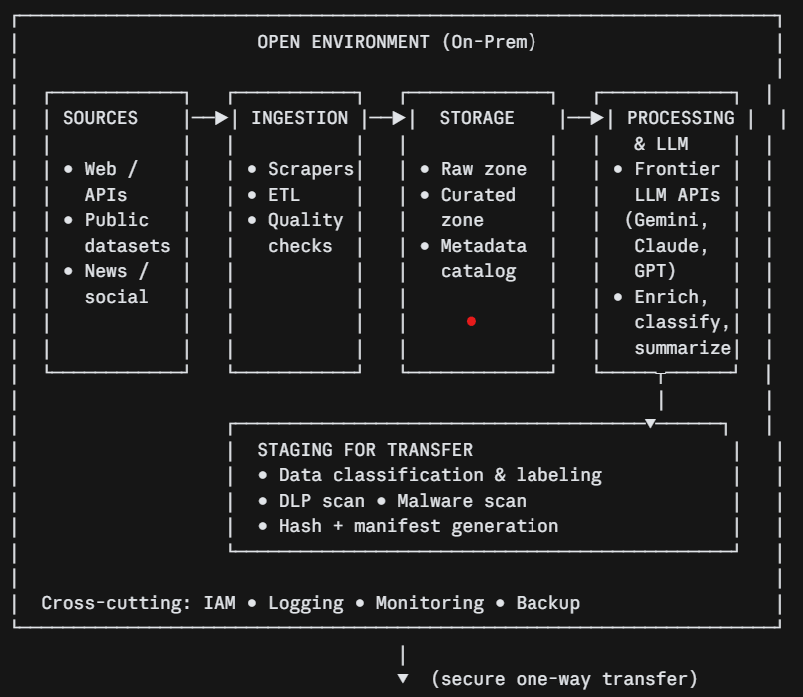 OPEN ENVIRONMENT (On-Prem)
SOURCES
• Web /
APIs
• Public
datasets
• News /
social
INGESTION
• Scrapers
• ETL
• Quality
checks
STORAGE
• Raw zone
• Curated
zone
• Metadata
catalog
PROCESSING
& LLM
• Frontier
LLM APIs
(Gemini,
Claude,
GPT)
• Enrich,
classify,
summarize
STAGING FOR TRANSFER
• Data classification & labeling
• DLP scan • Malware scan
• Hash + manifest generation
Cross-cutting: IAM • Logging • Monitoring • Backup
(secure one-way transfer)